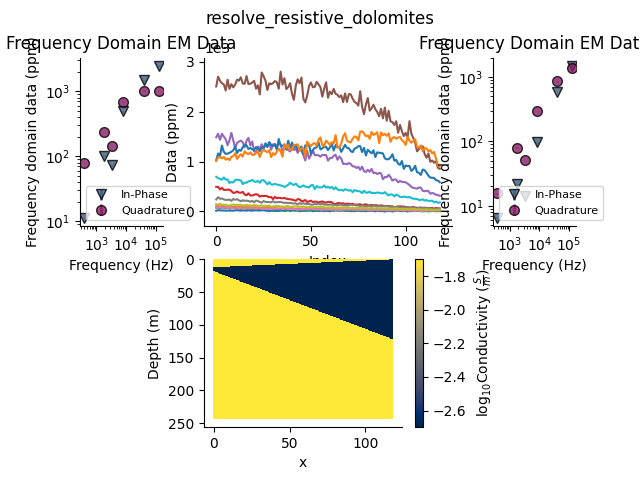 resolve_resistive_dolomites
Frequency Domain EM Data
Frequency Domain EM Dat
1e3
Frequency domain data (ppm)
10³
10²
10¹
10³
10⁴
10⁵
Frequency (Hz)
In-Phase
Quadrature
Data (ppm)
3
2
1
0
0
50
100
Index
Frequency domain data (ppm)
10³
10²
10¹
10³
10⁴
10⁵
Frequency (Hz)
In-Phase
Quadrature
Depth (m)
0
50
100
150
200
250
0
50
100
x
−1.8
−2.0
−2.2
−2.4
−2.6
log₁₀Conductivity (S/m)